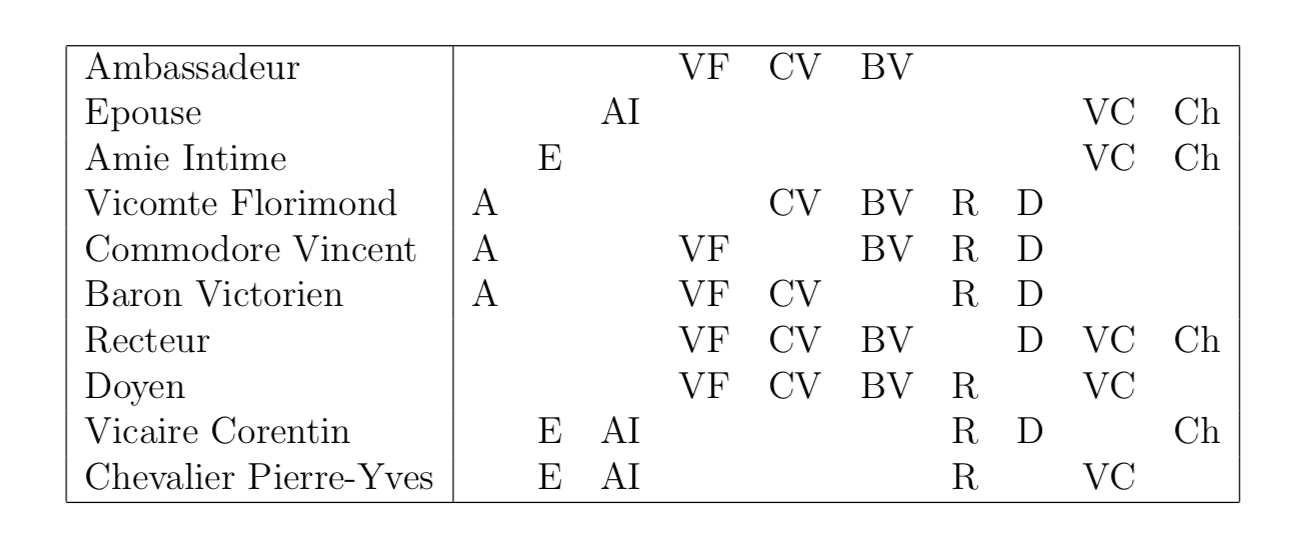 Ambassadeur VF CV BV
Epouse AI VC Ch
Amie Intime E VC Ch
Vicomte Florimond A CV BV R D
Commodore Vincent A VF BV R D
Baron Victorien A VF CV R D
Recteur VF CV BV D VC Ch
Doyen VF CV BV R VC
Vicaire Corentin E AI R D Ch
Chevalier Pierre-Yves E AI R VC